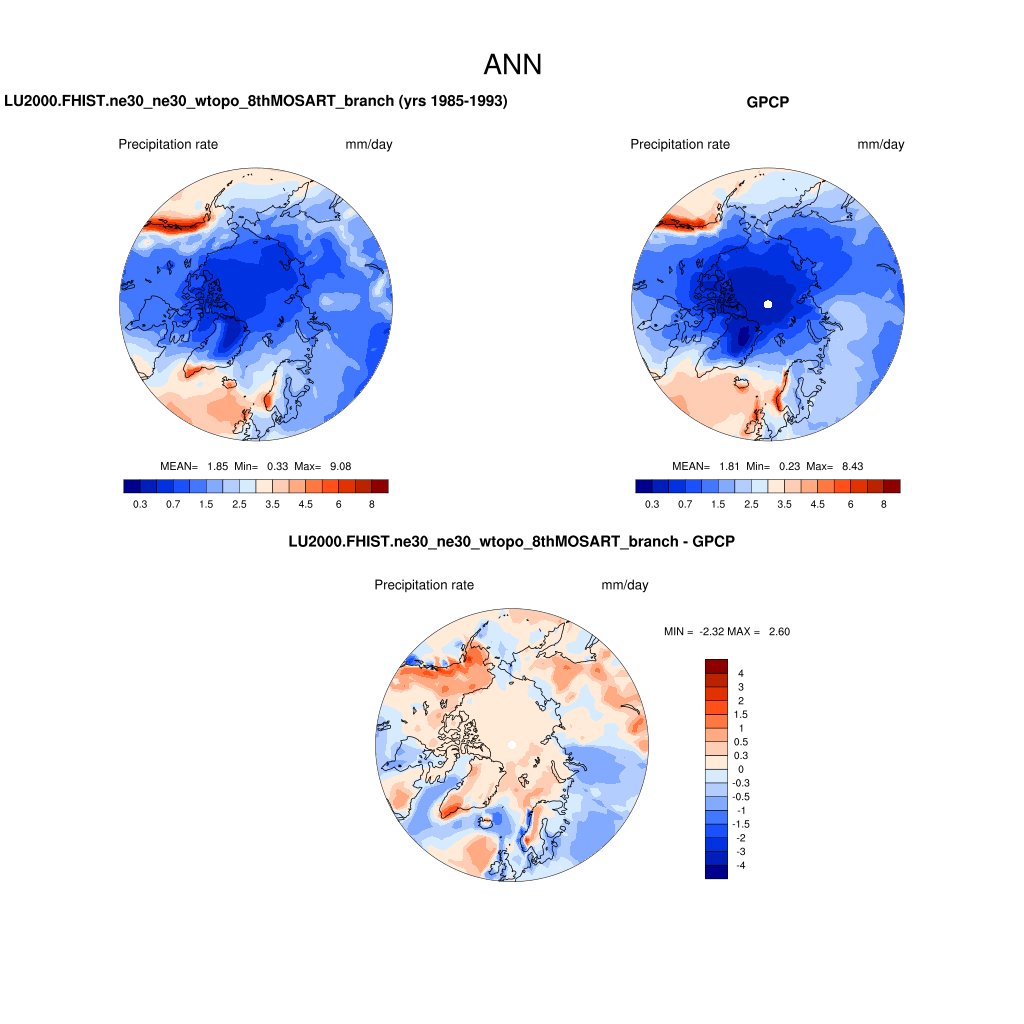 ANN
LU2000.FHIST.ne30_ne30_wtopo_8thMOSART_branch (yrs 1985-1993)
GPCP
Precipitation rate mm/day
Precipitation rate mm/day
MEAN= 1.85 Min= 0.33 Max= 9.08
MEAN= 1.81 Min= 0.23 Max= 8.43
0.3 0.7 1.5 2.5 3.5 4.5 6 8
0.3 0.7 1.5 2.5 3.5 4.5 6 8
LU2000.FHIST.ne30_ne30_wtopo_8thMOSART_branch - GPCP
Precipitation rate mm/day
MIN = -2.32 MAX = 2.60
4
3
2
1.5
1
0.5
0.3
0
-0.3
-0.5
-1
-1.5
-2
-3
-4